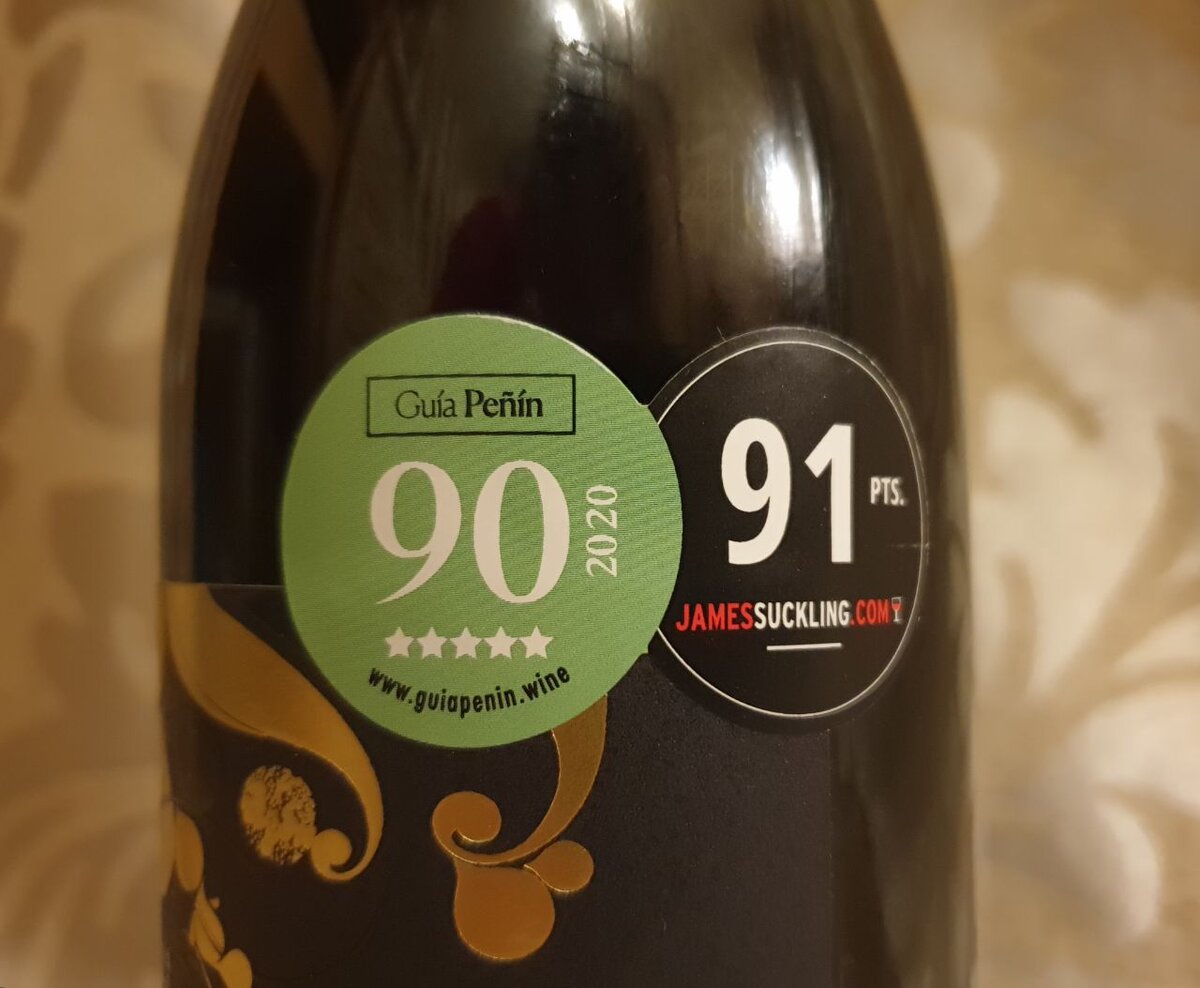 Guía Peñín
90
2020
www.guiapenin.wine
91 PTS.
JAMESSUCKLING.COM